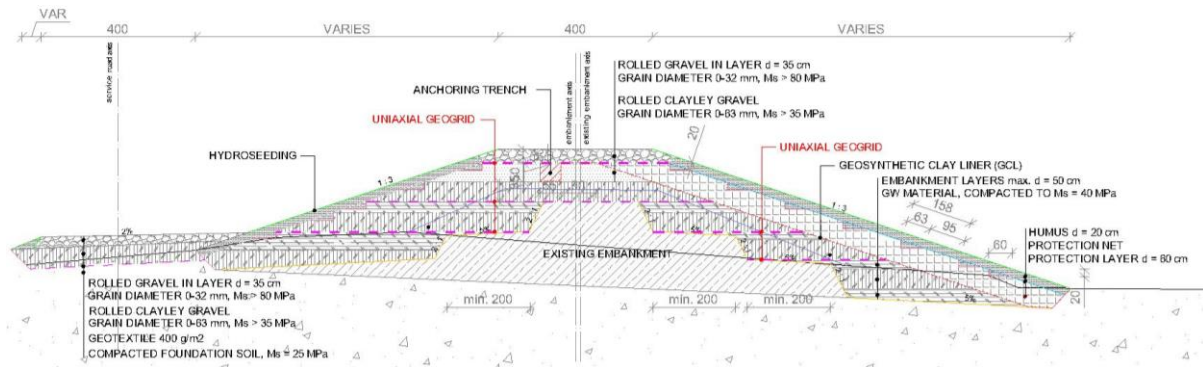 VAR
400
VARIES
400
VARIES
service road axis
embankment axis
existing embankment axis
ROLLED GRAVEL IN LAYER d = 35 cm
GRAIN DIAMETER 0-32 mm, Ms > 80 MPa
ROLLED CLAYLEY GRAVEL
GRAIN DIAMETER 0-63 mm, Ms > 35 MPa
ANCHORING TRENCH
UNIAXIAL GEOGRID
HYDROSEEDING
1 : 3
20
UNIAXIAL GEOGRID
GEOSYNTHETIC CLAY LINER (GCL)
EMBANKMENT LAYERS max. d = 50 cm
GW MATERIAL, COMPACTED TO Ms = 40 MPa
1 : 3
158
63
95
60
HUMUS d = 20 cm
PROTECTION NET
PROTECTION LAYER d = 60 cm
20
2%
EXISTING EMBANKMENT
min. 200
min. 200
min. 200
ROLLED GRAVEL IN LAYER d = 35 cm
GRAIN DIAMETER 0-32 mm, Ms > 80 MPa
ROLLED CLAYLEY GRAVEL
GRAIN DIAMETER 0-63 mm, Ms > 35 MPa
GEOTEXTILE 400 g/m2
COMPACTED FOUNDATION SOIL, Ms = 25 MPa